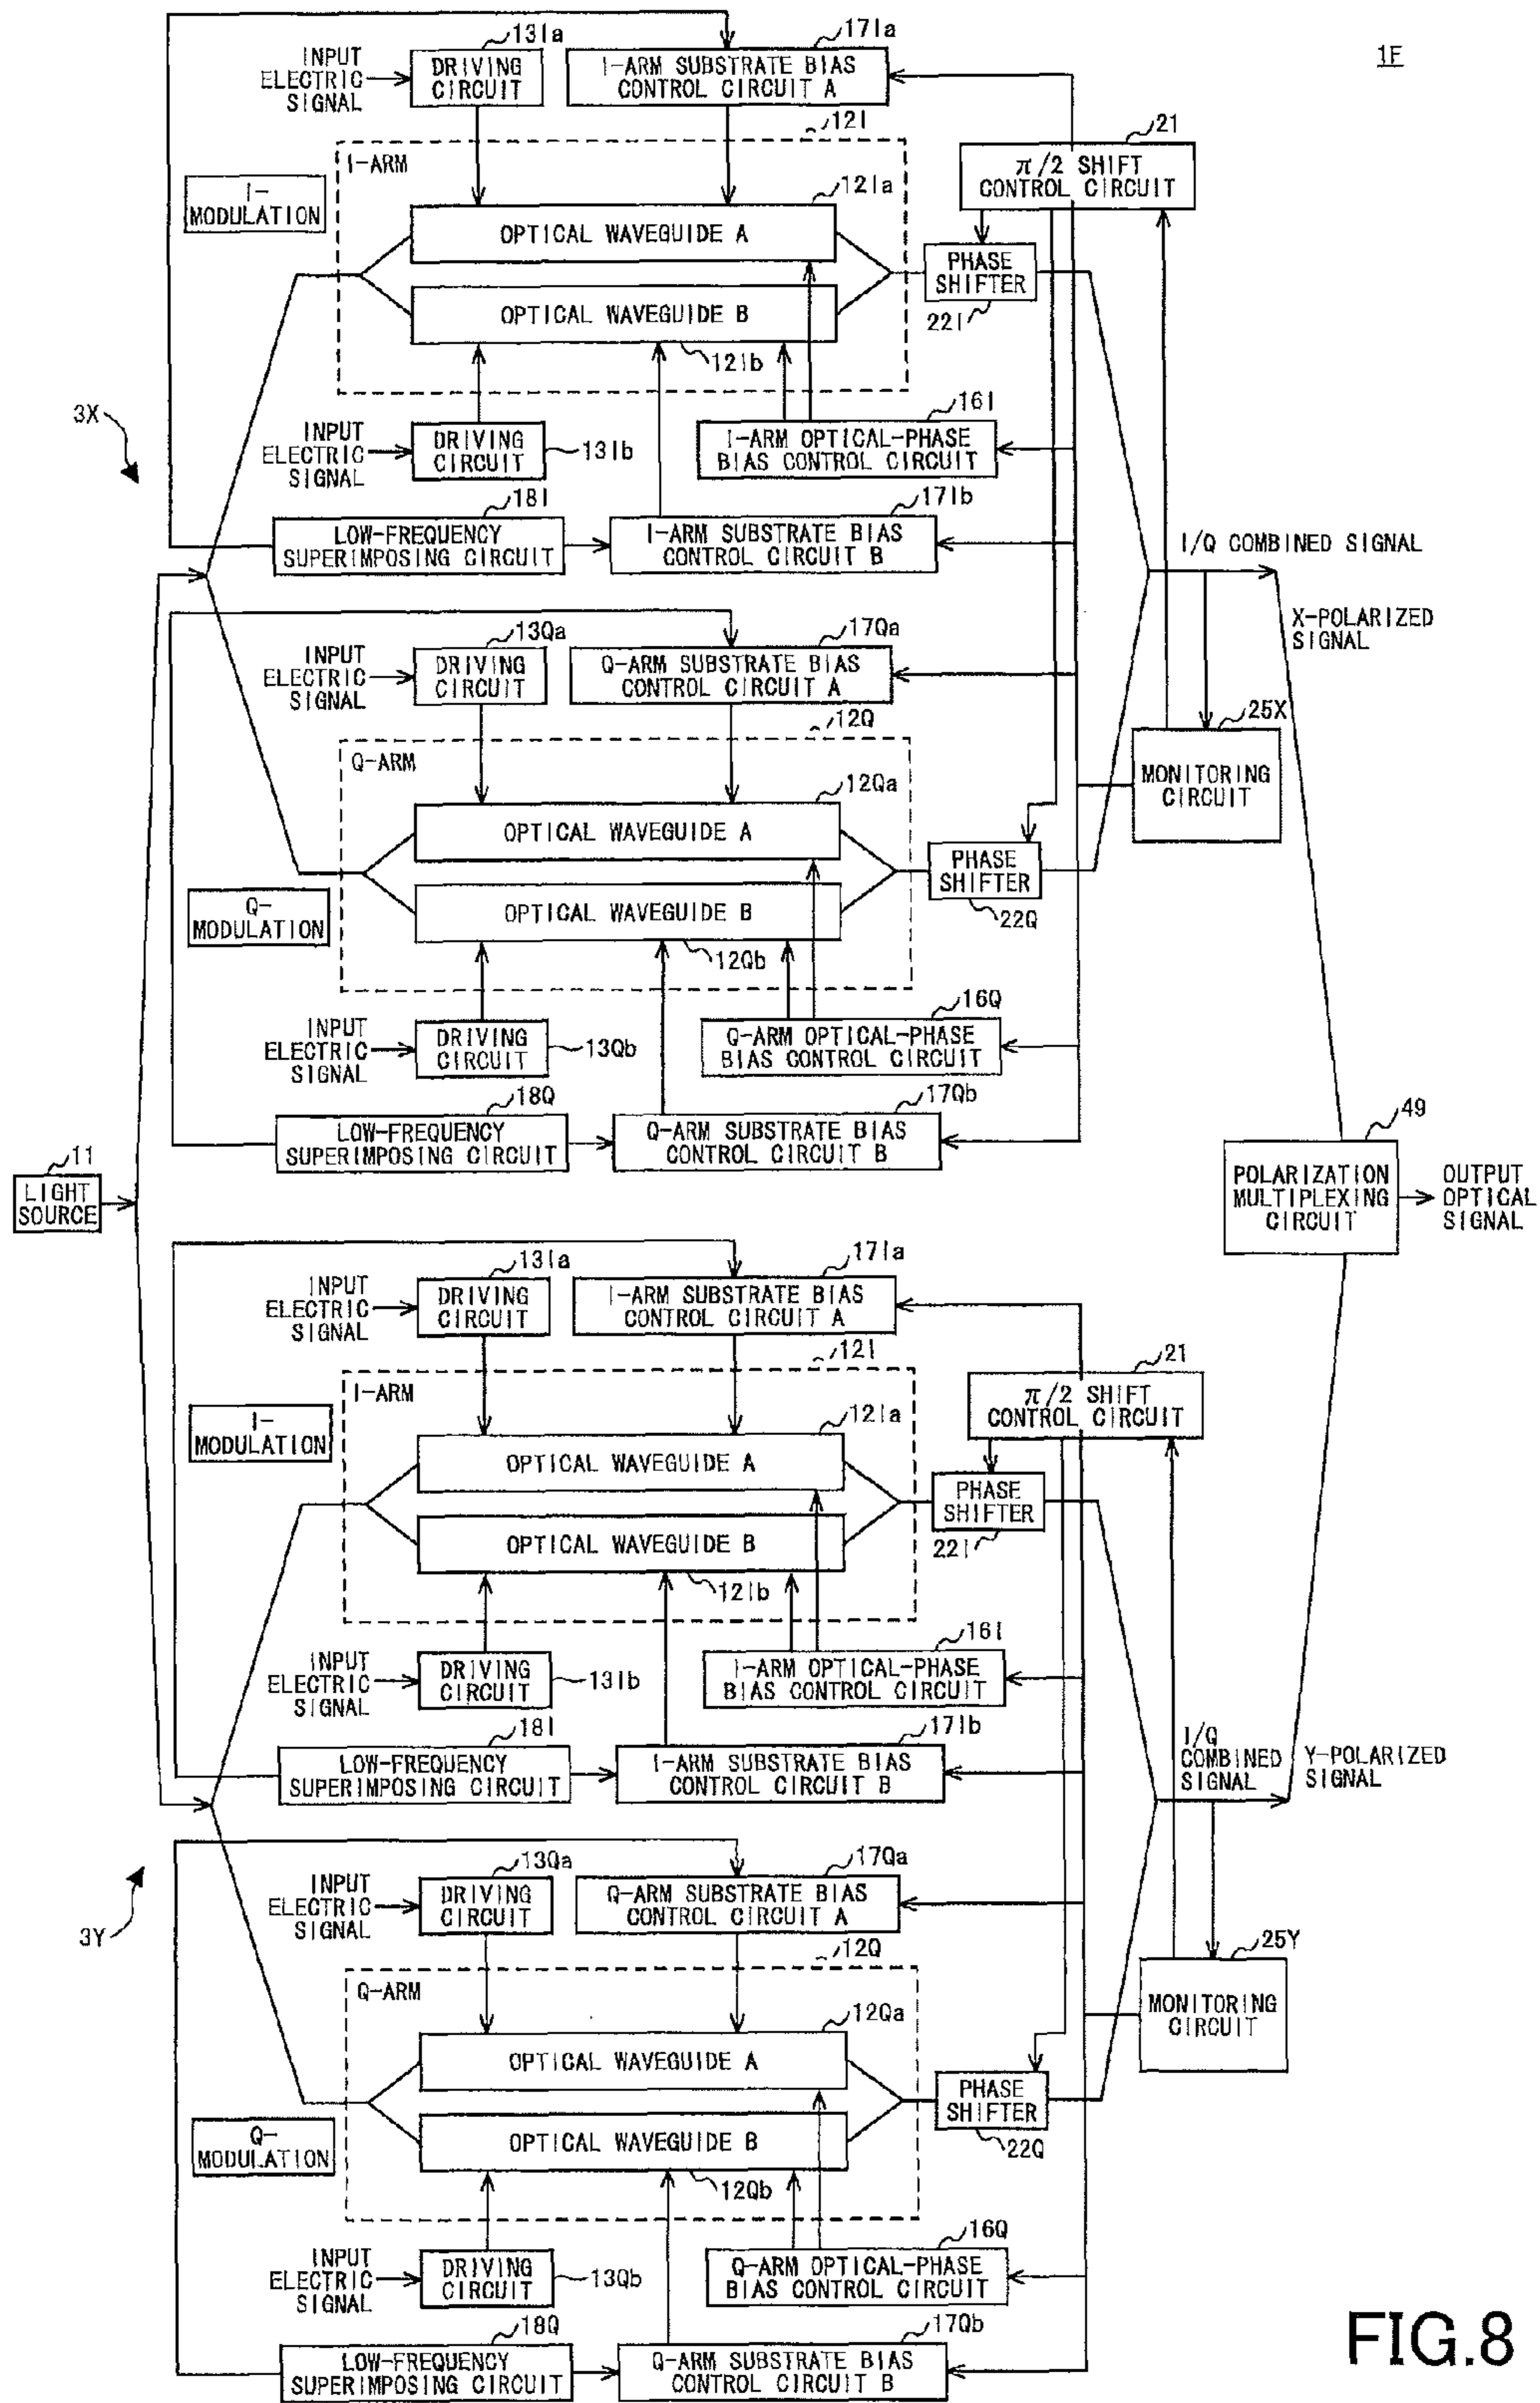 1F
131a
171a
INPUT
ELECTRIC
SIGNAL
DRIVING
CIRCUIT
I-ARM SUBSTRATE BIAS
CONTROL CIRCUIT A
12I
21
π/2 SHIFT
CONTROL CIRCUIT
I-ARM
I-
MODULATION
12Ia
OPTICAL WAVEGUIDE A
PHASE
SHIFTER
22I
OPTICAL WAVEGUIDE B
12Ib
3X
16I
INPUT
ELECTRIC
SIGNAL
DRIVING
CIRCUIT
13Ib
I-ARM OPTICAL-PHASE
BIAS CONTROL CIRCUIT
18I
17Ib
LOW-FREQUENCY
SUPERIMPOSING CIRCUIT
I-ARM SUBSTRATE BIAS
CONTROL CIRCUIT B
I/Q COMBINED SIGNAL
X-POLARIZED
SIGNAL
13Qa
17Qa
INPUT
ELECTRIC
SIGNAL
DRIVING
CIRCUIT
Q-ARM SUBSTRATE BIAS
CONTROL CIRCUIT A
12Q
25X
MONITORING
CIRCUIT
Q-ARM
12Qa
OPTICAL WAVEGUIDE A
PHASE
SHIFTER
22Q
Q-
MODULATION
OPTICAL WAVEGUIDE B
12Qb
16Q
INPUT
ELECTRIC
SIGNAL
DRIVING
CIRCUIT
13Qb
Q-ARM OPTICAL-PHASE
BIAS CONTROL CIRCUIT
18Q
17Qb
LOW-FREQUENCY
SUPERIMPOSING CIRCUIT
Q-ARM SUBSTRATE BIAS
CONTROL CIRCUIT B
49
11
LIGHT
SOURCE
POLARIZATION
MULTIPLEXING
CIRCUIT
OUTPUT
OPTICAL
SIGNAL
13Ia
17Ia
INPUT
ELECTRIC
SIGNAL
DRIVING
CIRCUIT
I-ARM SUBSTRATE BIAS
CONTROL CIRCUIT A
12I
21
π/2 SHIFT
CONTROL CIRCUIT
I-ARM
I-
MODULATION
12Ia
OPTICAL WAVEGUIDE A
PHASE
SHIFTER
22I
OPTICAL WAVEGUIDE B
12Ib
16I
INPUT
ELECTRIC
SIGNAL
DRIVING
CIRCUIT
13Ib
I-ARM OPTICAL-PHASE
BIAS CONTROL CIRCUIT
18I
17Ib
LOW-FREQUENCY
SUPERIMPOSING CIRCUIT
I-ARM SUBSTRATE BIAS
CONTROL CIRCUIT B
I/Q
COMBINED
SIGNAL
Y-POLARIZED
SIGNAL
3Y
13Qa
17Qa
INPUT
ELECTRIC
SIGNAL
DRIVING
CIRCUIT
Q-ARM SUBSTRATE BIAS
CONTROL CIRCUIT A
12Q
25Y
MONITORING
CIRCUIT
Q-ARM
12Qa
OPTICAL WAVEGUIDE A
PHASE
SHIFTER
22Q
Q-
MODULATION
OPTICAL WAVEGUIDE B
12Qb
16Q
INPUT
ELECTRIC
SIGNAL
DRIVING
CIRCUIT
13Qb
Q-ARM OPTICAL-PHASE
BIAS CONTROL CIRCUIT
18Q
17Qb
LOW-FREQUENCY
SUPERIMPOSING CIRCUIT
Q-ARM SUBSTRATE BIAS
CONTROL CIRCUIT B
FIG.8